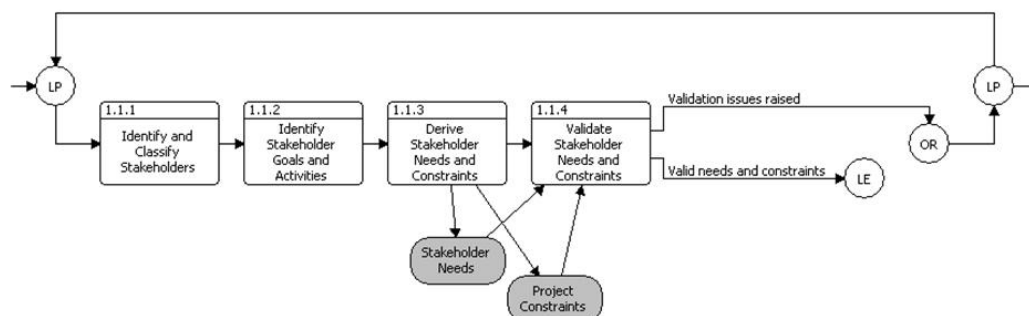 LP
LP
1.1.1
Identify and
Classify
Stakeholders
1.1.2
Identify
Stakeholder
Goals and
Activities
1.1.3
Derive
Stakeholder
Needs and
Constraints
1.1.4
Validate
Stakeholder
Needs and
Constraints
Validation issues raised
OR
Valid needs and constraints
LE
Stakeholder
Needs
Project
Constraints